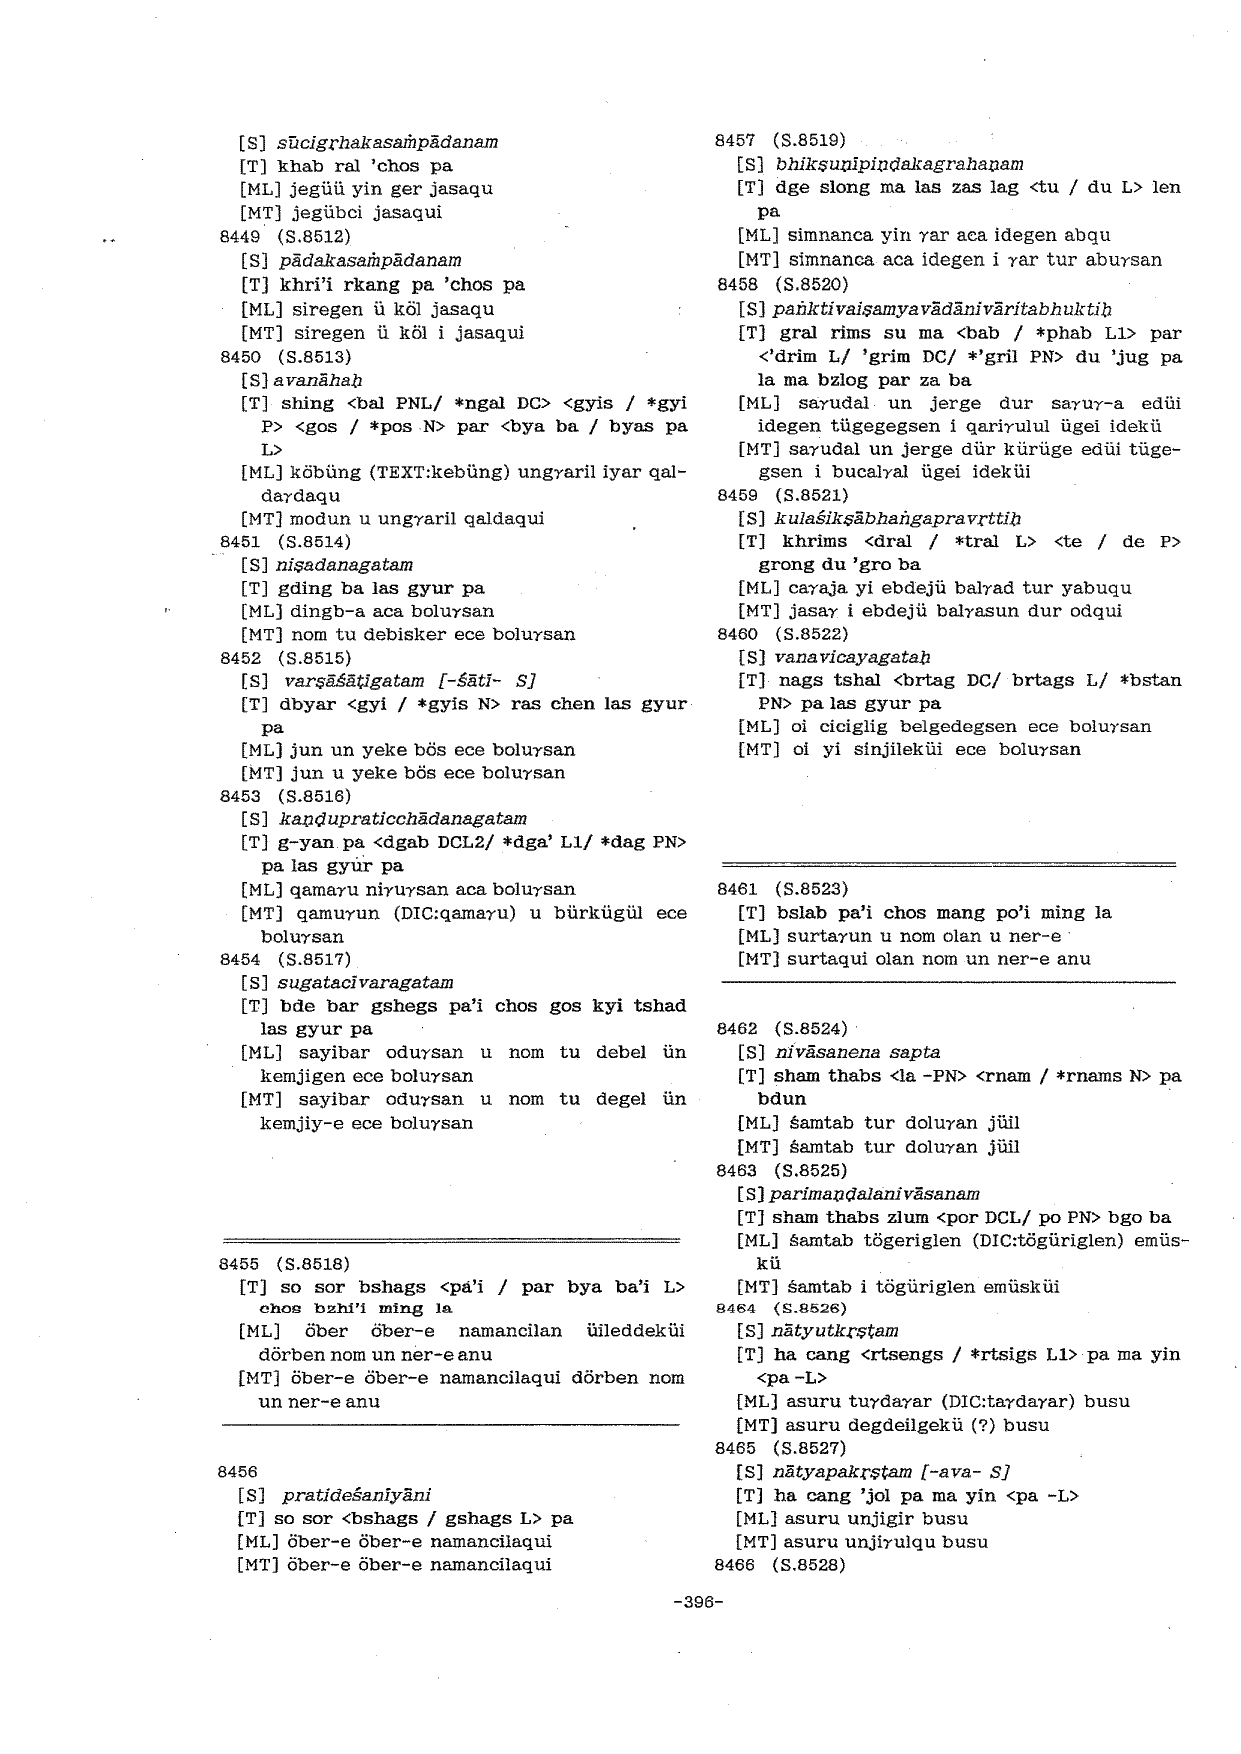 [S] sūcigṛhakasaṁpādanam
[T] khab ral 'chos pa
[ML] jegüü yin ger jasaqu
[MT] jegübci jasaqui
8449 (S.8512)
[S] pādakasaṁpādanam
[T] khri'i rkang pa 'chos pa
[ML] siregen ü köl jasaqu
[MT] siregen ü köl i jasaqui
8450 (S.8513)
[S] avanāhaḥ
[T] shing <bal PNL/ *ngal DC> <gyis / *gyi
P> <gos / *pos N> par <bya ba / byas pa
L>
[ML] köbüng (TEXT:kebüng) ungɣaril iyar qal-
daɣdaqu
[MT] modun u ungɣaril qaldaqui
8451 (S.8514)
[S] niṣadanagatam
[T] gding ba las gyur pa
[ML] dingb-a aca boluɣsan
[MT] nom tu debisker ece boluɣsan
8452 (S.8515)
[S] varṣāśāṭīgatam [-śātī- S]
[T] dbyar <gyi / *gyis N> ras chen las gyur
pa
[ML] jun un yeke bös ece boluɣsan
[MT] jun u yeke bös ece boluɣsan
8453 (S.8516)
[S] kaṇḍupraticchādanagatam
[T] g-yan pa <dgab DCL2/ *dga' L1/ *dag PN>
pa las gyur pa
[ML] qamaɣu niɣuɣsan aca boluɣsan
[MT] qamuɣun (DIC:qamaɣu) u bürkügül ece
boluɣsan
8454 (S.8517)
[S] sugatacīvaragatam
[T] bde bar gshegs pa'i chos gos kyi tshad
las gyur pa
[ML] sayibar oduɣsan u nom tu debel ün
kemjigen ece boluɣsan
[MT] sayibar oduɣsan u nom tu degel ün
kemjiy-e ece boluɣsan
8455 (S.8518)
[T] so sor bshags <pa'i / par bya ba'i L>
chos bzhi'i ming la
[ML] öber öber-e namancilan üileddeküi
dörben nom un ner-e anu
[MT] öber-e öber-e namancilaqui dörben nom
un ner-e anu
8456
[S] pratideśanīyāni
[T] so sor <bshags / gshags L> pa
[ML] öber-e öber-e namancilaqui
[MT] öber-e öber-e namancilaqui
8457 (S.8519)
[S] bhikṣuṇipiṇḍakagrahaṇam
[T] dge slong ma las zas lag <tu / du L> len
pa
[ML] simnanca yin ɣar aca idegen abqu
[MT] simnanca aca idegen i ɣar tur abuɣsan
8458 (S.8520)
[S] paṅktivaiṣamyavādānivāritabhuktiḥ
[T] gral rims su ma <bab / *phab L1> par
<'drim L/ 'grim DC/ *'gril PN> du 'jug pa
la ma bzlog par za ba
[ML] saɣudal un jerge dur saɣuɣ-a edüi
idegen tügegegsen i qariɣulul ügei idekü
[MT] saɣudal un jerge dür kürüge edüi tüge-
gsen i bucalɣal ügei ideküi
8459 (S.8521)
[S] kulaśikṣābhaṅgapravṛttiḥ
[T] khrims <dral / *tral L> <te / de P>
grong du 'gro ba
[ML] caɣaja yi ebdejü balɣad tur yabuqu
[MT] jasaɣ i ebdejü balɣasun dur odqui
8460 (S.8522)
[S] vanavicayagataḥ
[T] nags tshal <brtag DC/ brtags L/ *bstan
PN> pa las gyur pa
[ML] oi ciciglig belgedegsen ece boluɣsan
[MT] oi yi sinjileküi ece boluɣsan
8461 (S.8523)
[T] bslab pa'i chos mang po'i ming la
[ML] surtaɣun u nom olan u ner-e
[MT] surtaqui olan nom un ner-e anu
8462 (S.8524)
[S] nivāsanena sapta
[T] sham thabs <la -PN> <rnam / *rnams N> pa
bdun
[ML] śamtab tur doluɣan jüil
[MT] śamtab tur doluɣan jüil
8463 (S.8525)
[S] parimaṇḍalanivāsanam
[T] sham thabs zlum <por DCL/ po PN> bgo ba
[ML] śamtab tögeriglen (DIC:tögüriglen) emüs-
kü
[MT] śamtab i tögüriglen emüsküi
8464 (S.8526)
[S] nātyutkṛṣṭam
[T] ha cang <rtsengs / *rtsigs L1> pa ma yin
<pa -L>
[ML] asuru tuɣdaɣar (DIC:taɣdaɣar) busu
[MT] asuru degdeilgekü (?) busu
8465 (S.8527)
[S] nātyapakṛṣṭam [-ava- S]
[T] ha cang 'jol pa ma yin <pa -L>
[ML] asuru unjigir busu
[MT] asuru unjiɣulqu busu
8466 (S.8528)
-396-